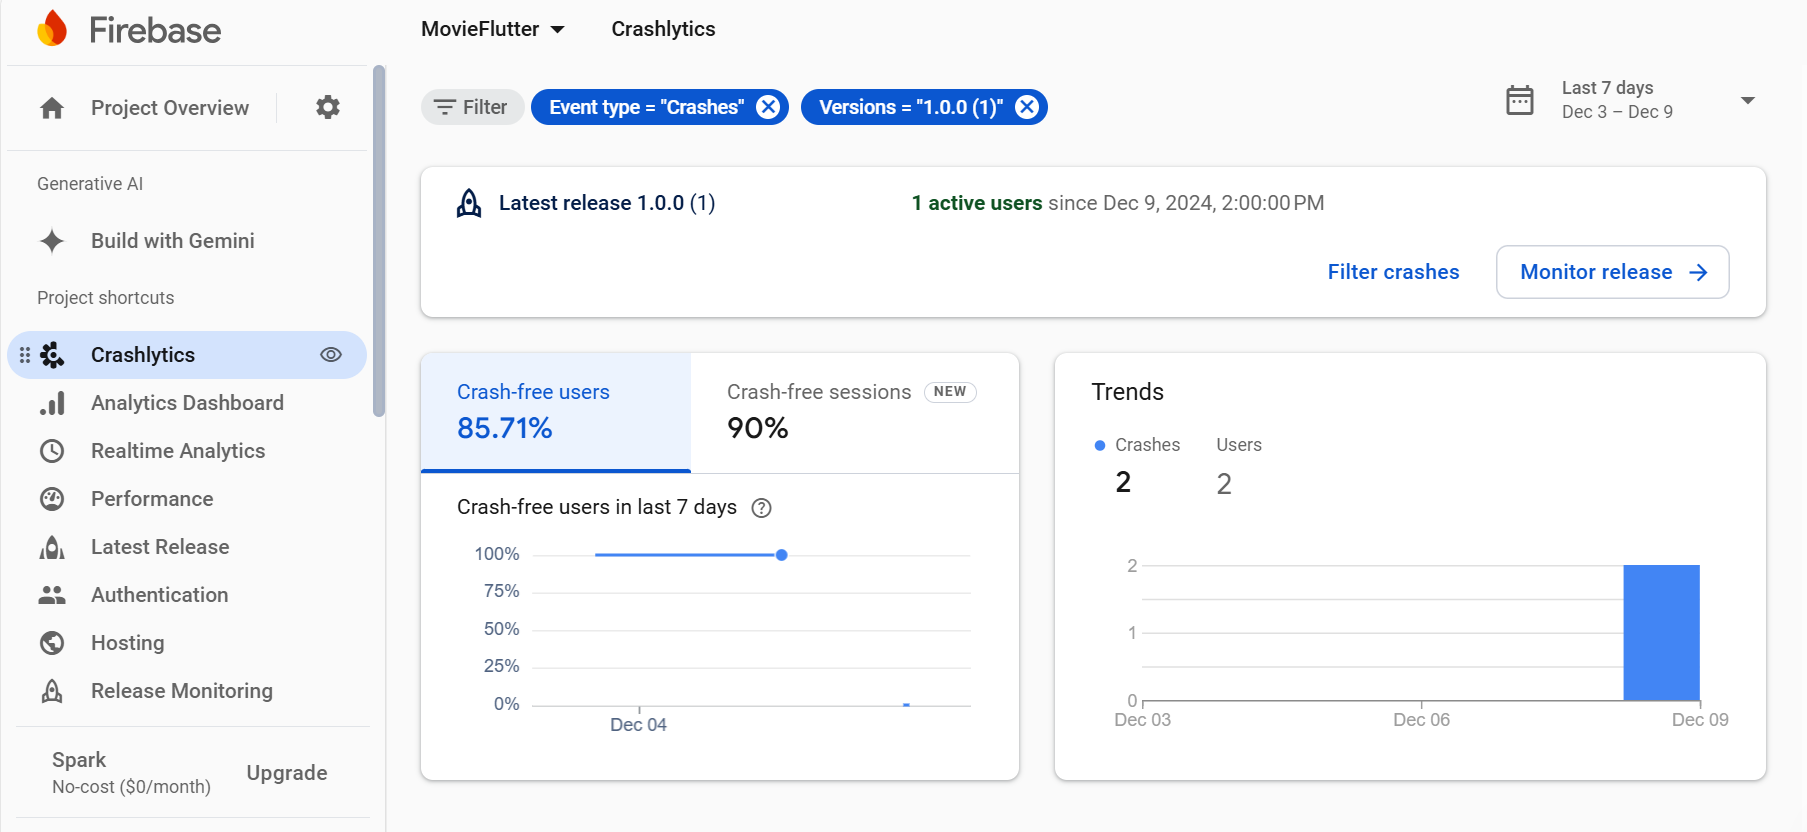 Firebase
MovieFlutter
Crashlytics
Project Overview
Generative AI
Build with Gemini
Project shortcuts
Crashlytics
Analytics Dashboard
Realtime Analytics
Performance
Latest Release
Authentication
Hosting
Release Monitoring
Spark
No-cost ($0/month)
Upgrade
Filter
Event type = "Crashes"
Versions = "1.0.0 (1)"
Last 7 days
Dec 3 – Dec 9
Latest release 1.0.0 (1)
1 active users since Dec 9, 2024, 2:00:00 PM
Filter crashes
Monitor release
Crash-free users
85.71%
Crash-free sessions NEW
90%
Crash-free users in last 7 days
100%
75%
50%
25%
0%
Dec 04
Trends
Crashes Users
2 2
2
1
0
Dec 03 Dec 06 Dec 09